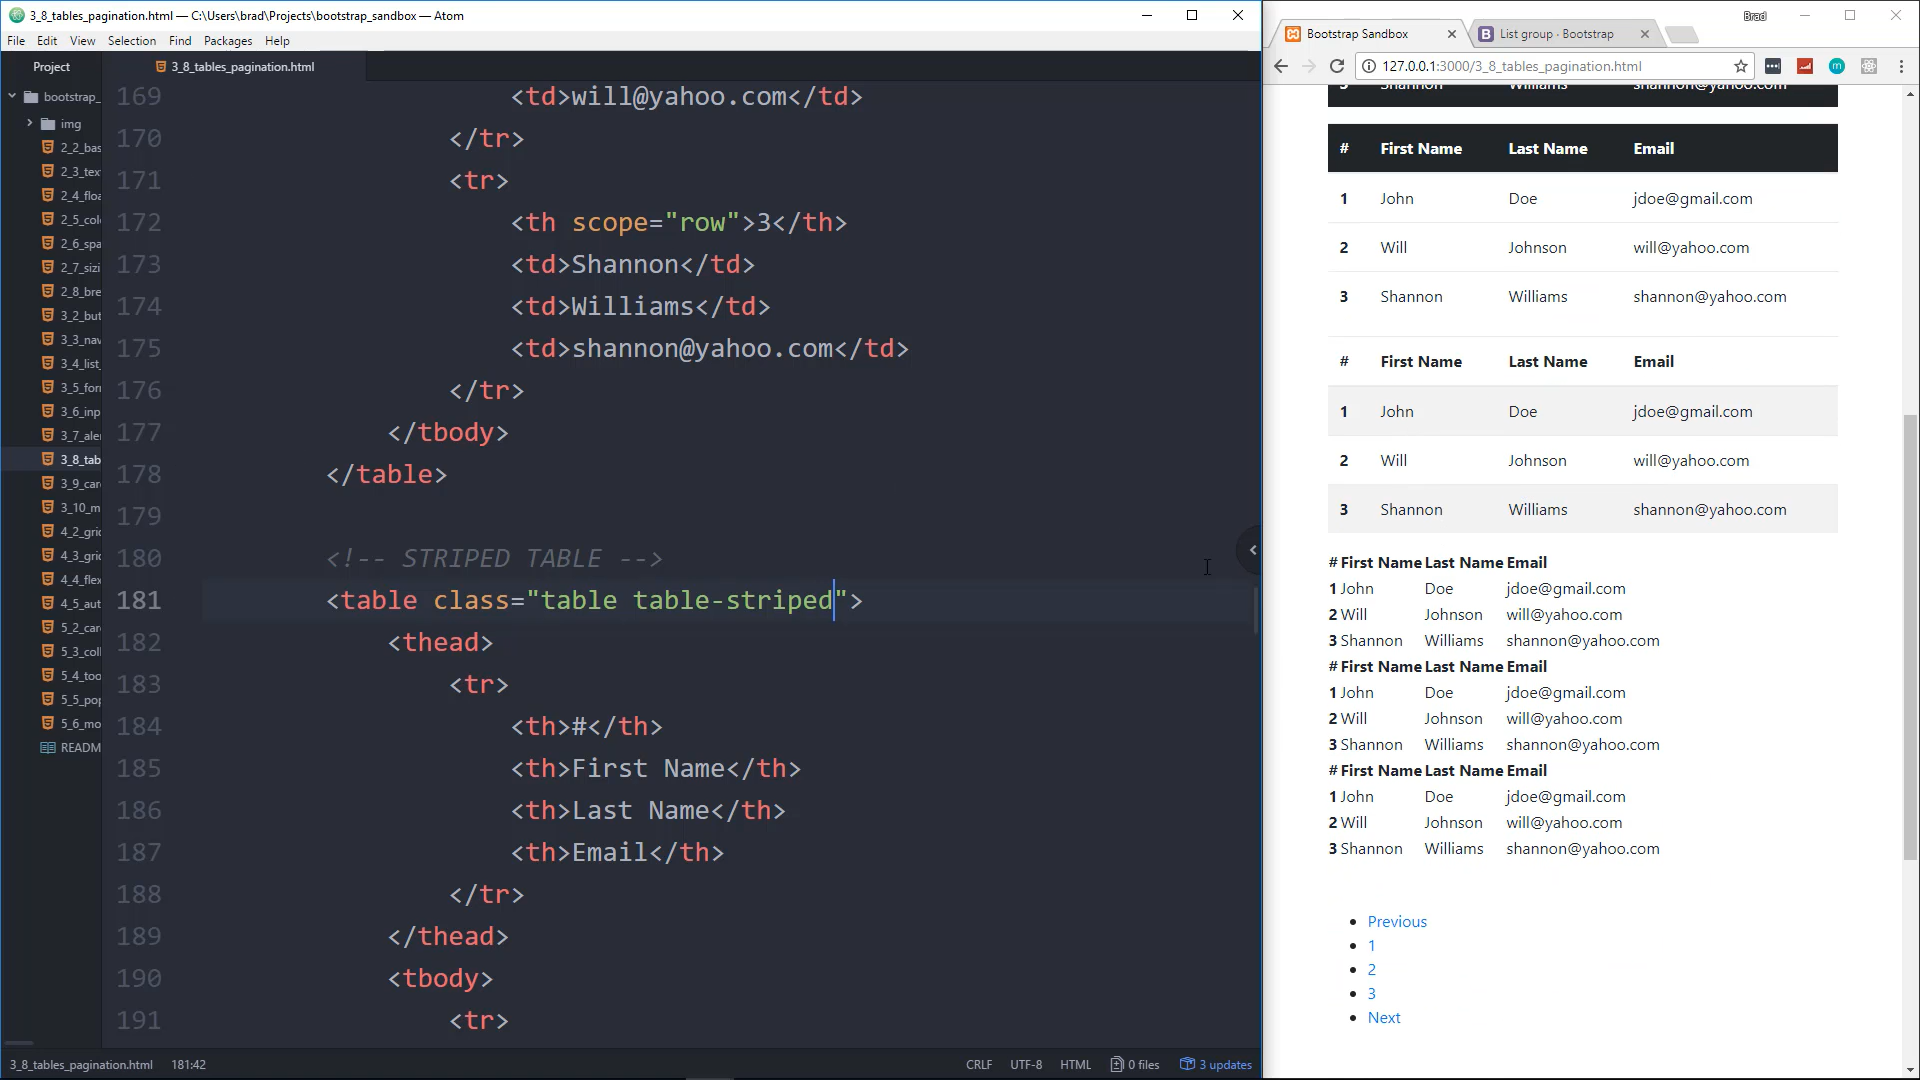 3_8_tables_pagination.html — C:\Users\brad\Projects\bootstrap_sandbox — Atom
File Edit View Selection Find Packages Help
Project
bootstrap_
img
2_2_bas
2_3_tex
2_4_floa
2_5_colo
2_6_spa
2_7_sizi
2_8_bre
3_2_but
3_3_nav
3_4_list_
3_5_forn
3_6_inp
3_7_aler
3_8_tab
3_9_car
3_10_m
4_2_gric
4_3_gric
4_4_flex
4_5_aut
5_2_car
5_3_coll
5_4_too
5_5_pop
5_6_mo
README
3_8_tables_pagination.html
169 <td>will@yahoo.com</td>
170 </tr>
171 <tr>
172 <th scope="row">3</th>
173 <td>Shannon</td>
174 <td>Williams</td>
175 <td>shannon@yahoo.com</td>
176 </tr>
177 </tbody>
178 </table>
179
180 <!-- STRIPED TABLE -->
181 <table class="table table-striped">
182 <thead>
183 <tr>
184 <th>#</th>
185 <th>First Name</th>
186 <th>Last Name</th>
187 <th>Email</th>
188 </tr>
189 </thead>
190 <tbody>
191 <tr>
3_8_tables_pagination.html 181:42 CRLF UTF-8 HTML 0 files 3 updates
Brad
Bootstrap Sandbox List group · Bootstrap
127.0.0.1:3000/3_8_tables_pagination.html
3 Shannon Williams shannon@yahoo.com
# First Name Last Name Email
1 John Doe jdoe@gmail.com
2 Will Johnson will@yahoo.com
3 Shannon Williams shannon@yahoo.com
# First Name Last Name Email
1 John Doe jdoe@gmail.com
2 Will Johnson will@yahoo.com
3 Shannon Williams shannon@yahoo.com
# First Name Last Name Email
1 John Doe jdoe@gmail.com
2 Will Johnson will@yahoo.com
3 Shannon Williams shannon@yahoo.com
# First Name Last Name Email
1 John Doe jdoe@gmail.com
2 Will Johnson will@yahoo.com
3 Shannon Williams shannon@yahoo.com
# First Name Last Name Email
1 John Doe jdoe@gmail.com
2 Will Johnson will@yahoo.com
3 Shannon Williams shannon@yahoo.com
Previous
1
2
3
Next